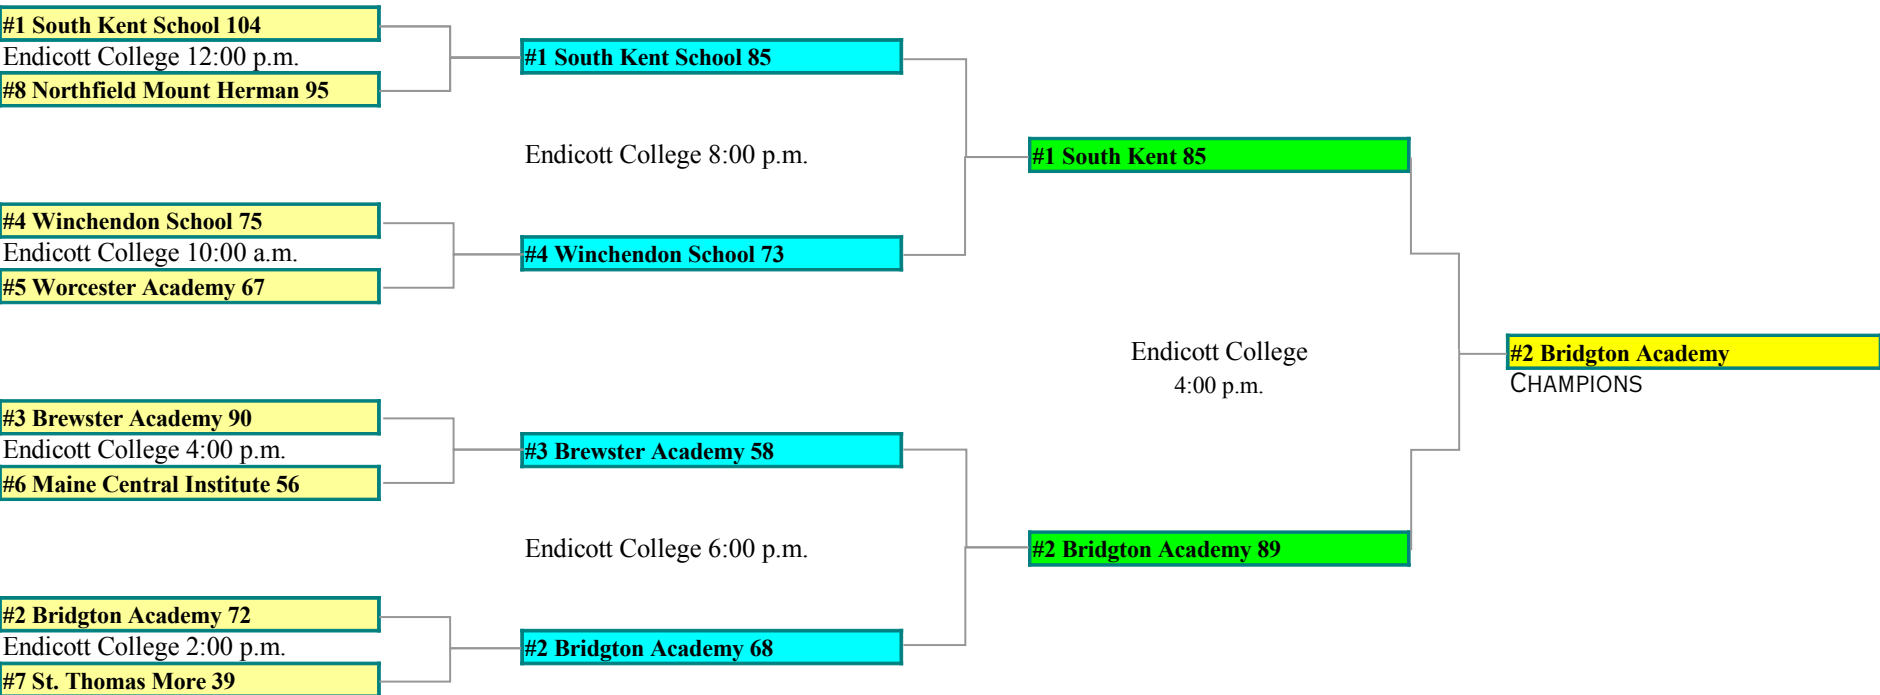 #1 South Kent School 104
Endicott College 12:00 p.m.
#8 Northfield Mount Herman 95
#4 Winchendon School 75
Endicott College 10:00 a.m.
#5 Worcester Academy 67
#3 Brewster Academy 90
Endicott College 4:00 p.m.
#6 Maine Central Institute 56
#2 Bridgton Academy 72
Endicott College 2:00 p.m.
#7 St. Thomas More 39
#1 South Kent School 85
Endicott College 8:00 p.m.
#4 Winchendon School 73
#3 Brewster Academy 58
Endicott College 6:00 p.m.
#2 Bridgton Academy 68
#1 South Kent 85
Endicott College
4:00 p.m.
#2 Bridgton Academy 89
#2 Bridgton Academy
CHAMPIONS